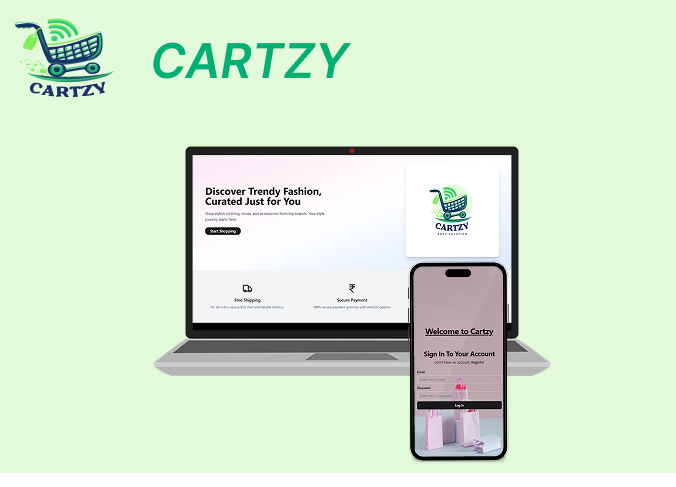 CARTZY
CARTZY
Discover Trendy Fashion,
Curated Just for You
Shop stylish clothing, shoes, and accessories from top brands. Your style
journey starts here.
Start Shopping
CARTZY
Free Shipping
On all orders above $50. Fast and reliable delivery.
Secure Payment
100% secure payment gateway with multiple options.
Welcome to Cartzy
Sign In To Your Account
Don't have an account Register
Email
Enter Your Email
Password
Enter Your Password
Log In